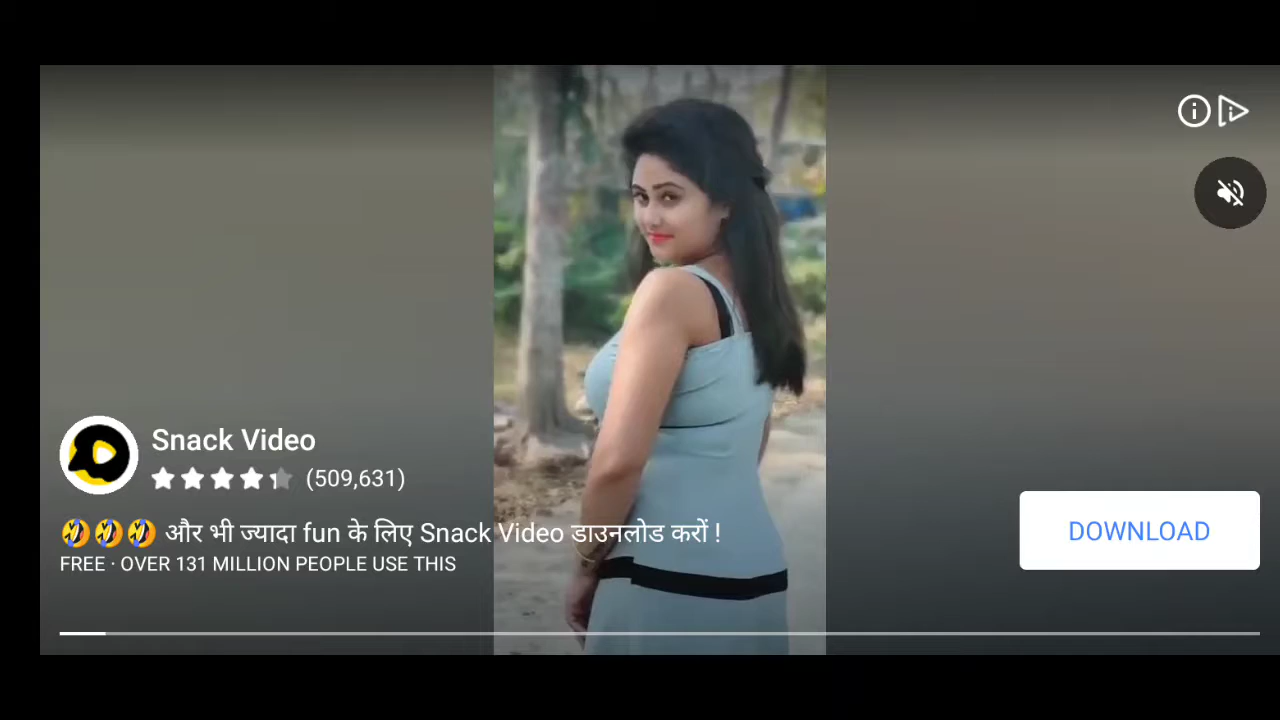 Snack Video
(509,631)
🤣🤣🤣 और भी ज्यादा fun के लिए Snack Video डाउनलोड करों !
FREE · OVER 131 MILLION PEOPLE USE THIS
DOWNLOAD